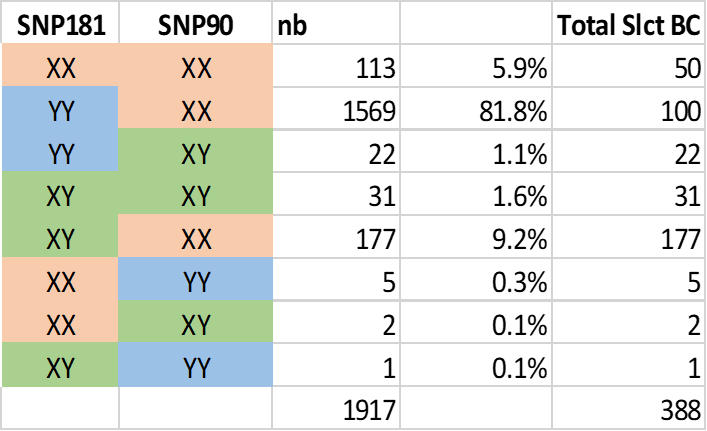 SNP181 SNP90 nb Total Slct BC
XX XX 113 5.9% 50
YY XX 1569 81.8% 100
YY XY 22 1.1% 22
XY XY 31 1.6% 31
XY XX 177 9.2% 177
XX YY 5 0.3% 5
XX XY 2 0.1% 2
XY YY 1 0.1% 1
1917 388